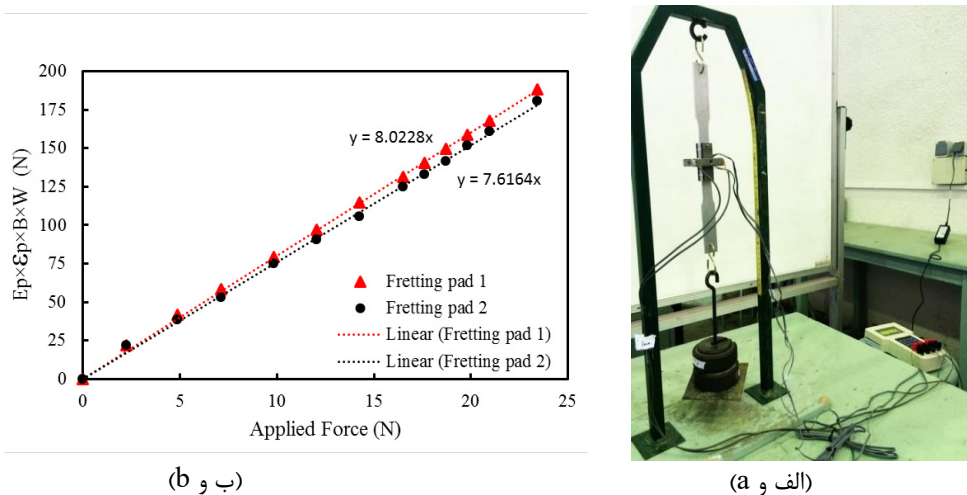 200
175
150
125
100
75
50
25
0
Ep×Ɛp×B×W (N)
y = 8.0228x
y = 7.6164x
Fretting pad 1
Fretting pad 2
Linear (Fretting pad 1)
Linear (Fretting pad 2)
0 5 10 15 20 25
Applied Force (N)
(ب و b)
(الف و a)